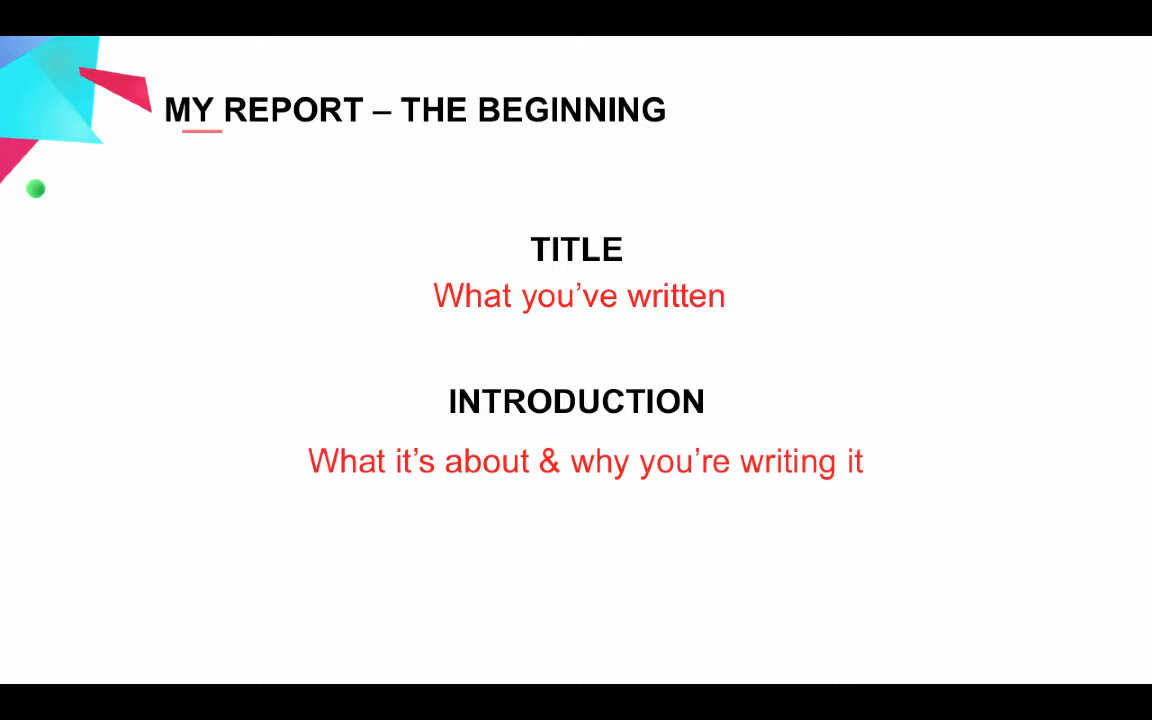 MY REPORT – THE BEGINNING
TITLE
What you’ve written
INTRODUCTION
What it’s about & why you’re writing it